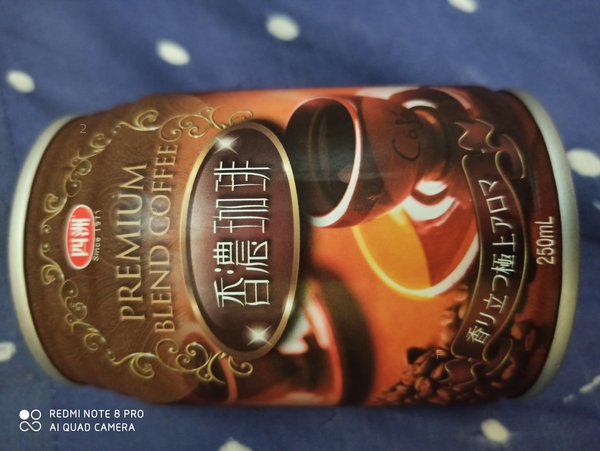 四洲
Since 1971
PREMIUM
BLEND COFFEE
香濃珈琲
Café
香り立つ極上アロマ
250mL
REDMI NOTE 8 PRO
AI QUAD CAMERA